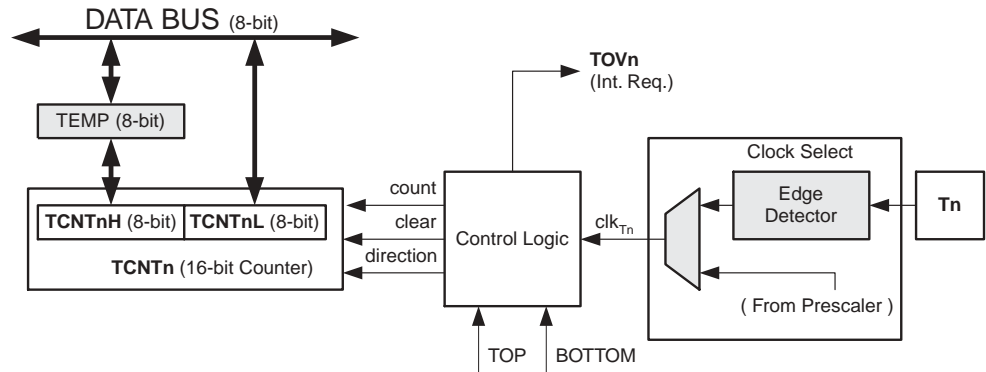 DATA BUS (8-bit)
TOVn
(Int. Req.)
TEMP (8-bit)
Clock Select
count
Edge
Detector
Tn
TCNTnH (8-bit) TCNTnL (8-bit)
clear
Control Logic
clkTn
TCNTn (16-bit Counter)
direction
( From Prescaler )
TOP
BOTTOM